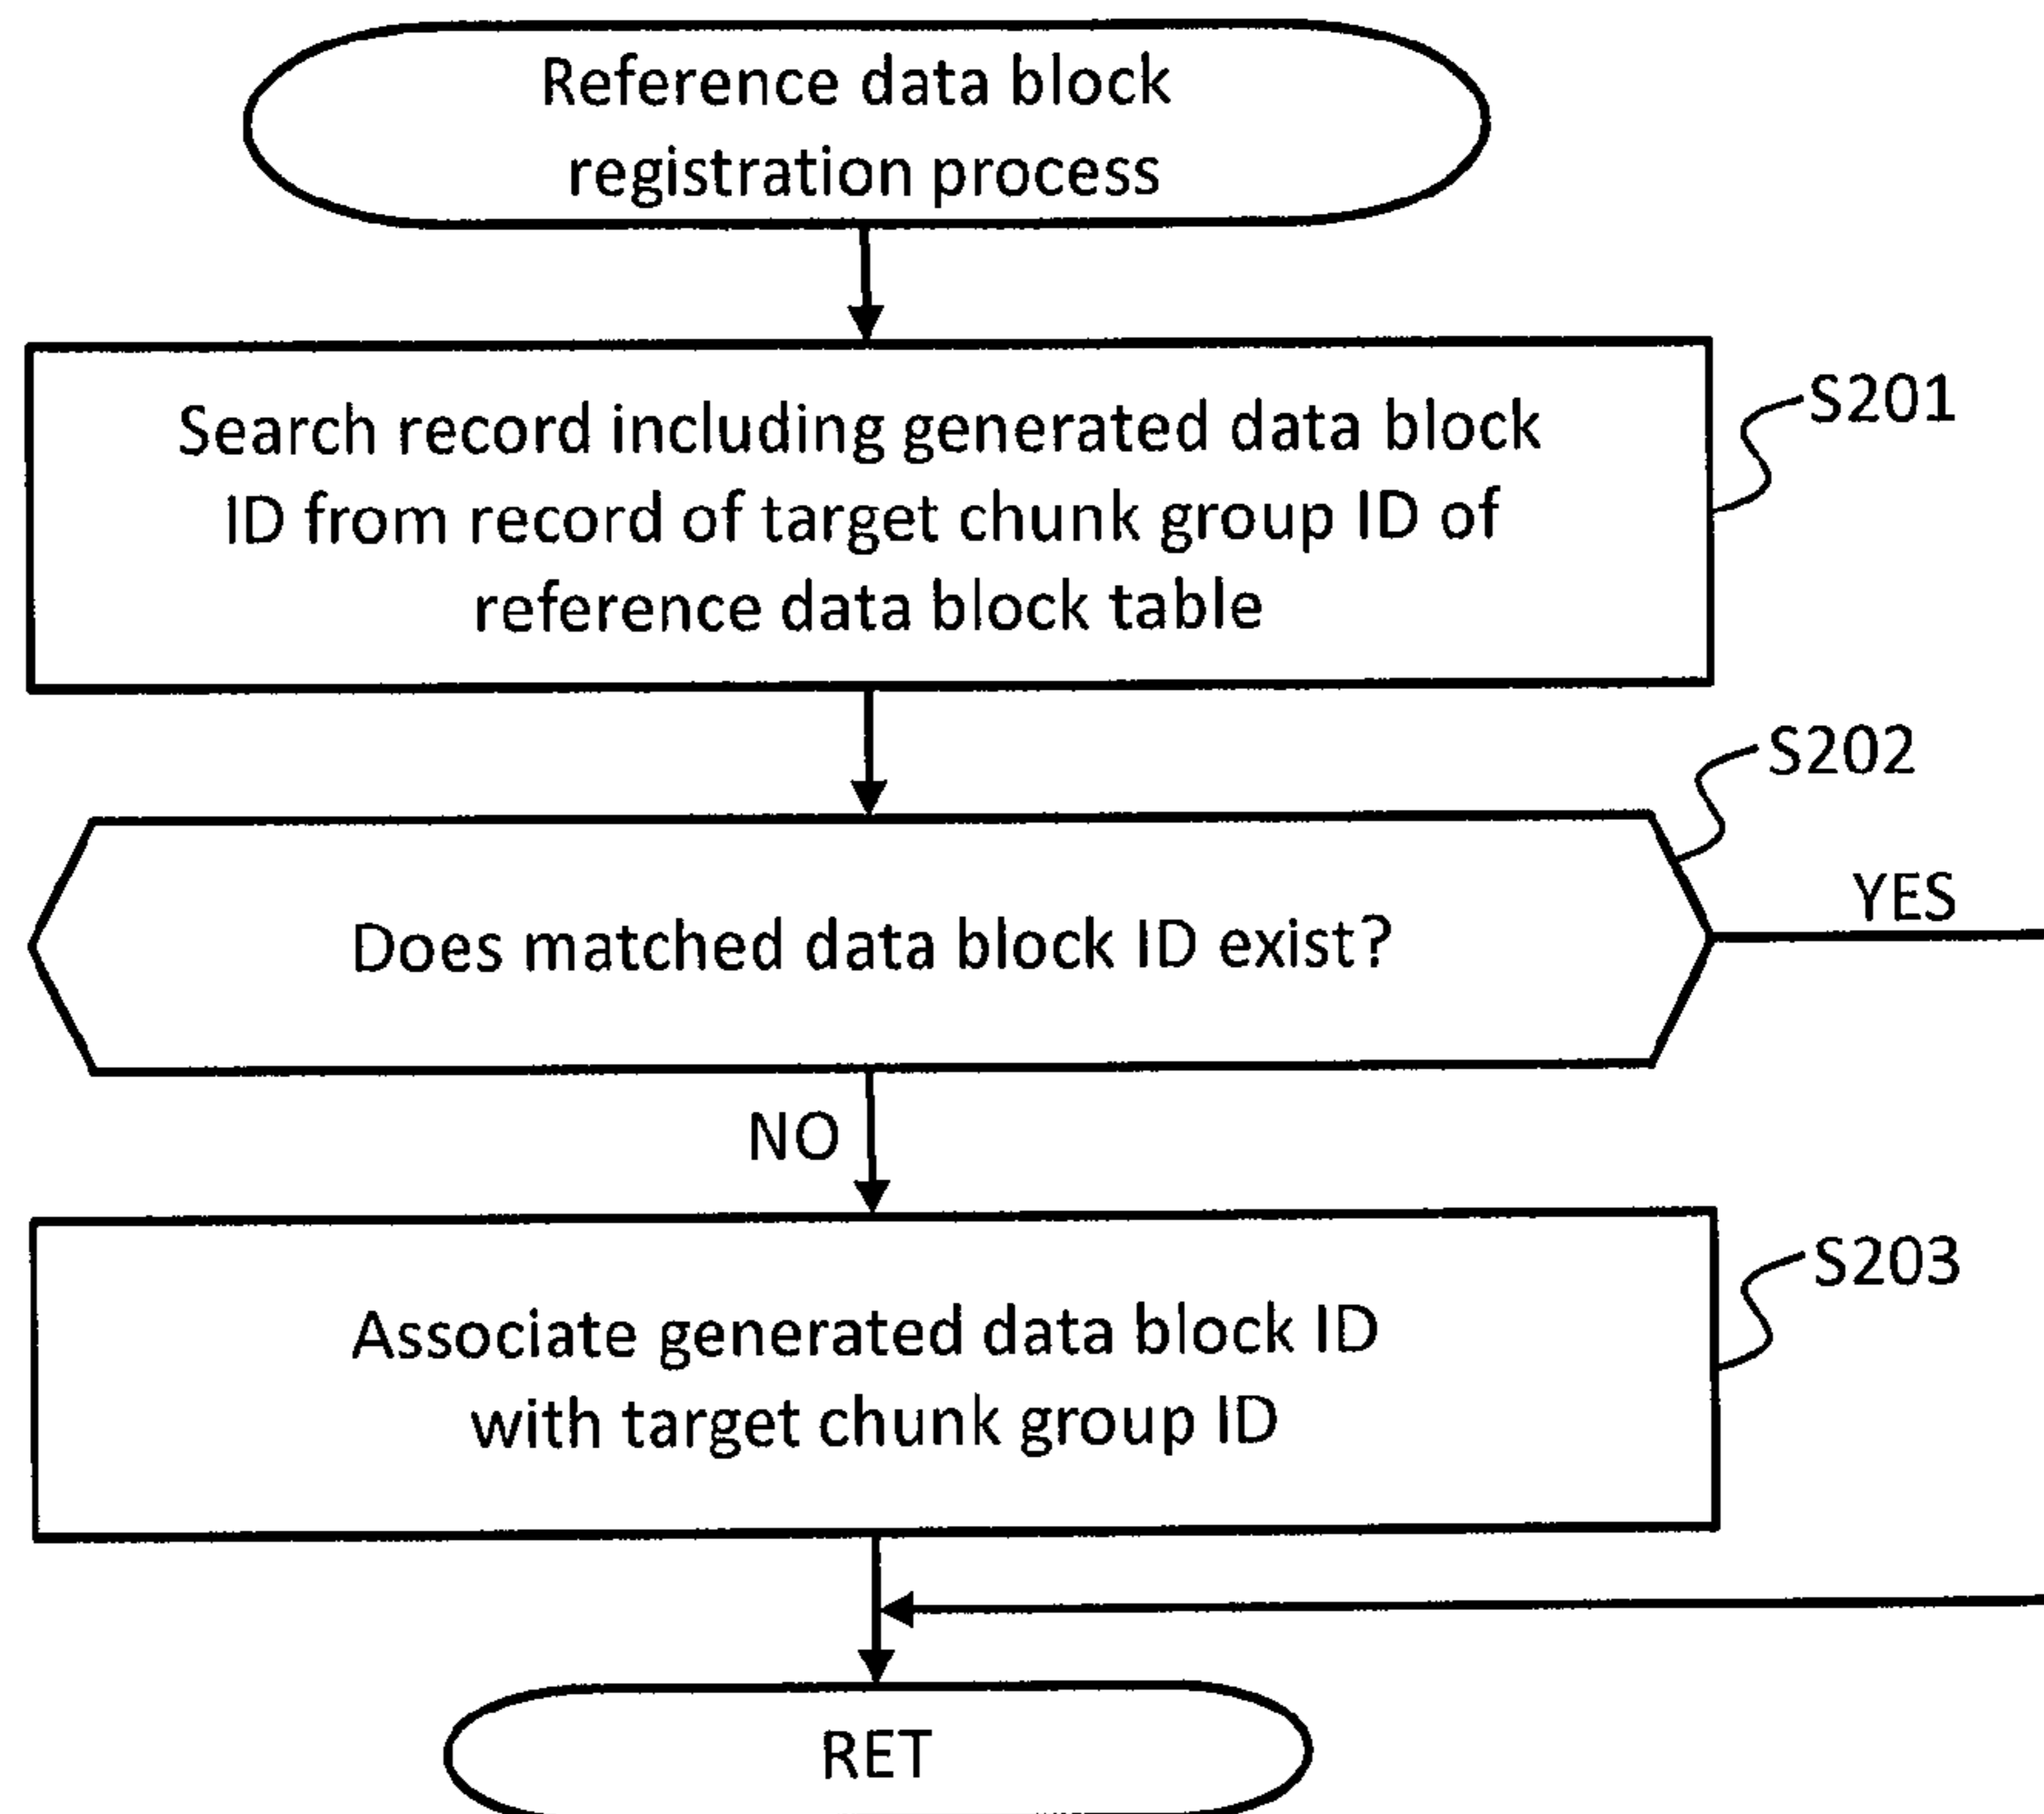 Reference data block
registration process
Search record including generated data block
ID from record of target chunk group ID of
reference data block table
S201
Does matched data block ID exist?
S202
YES
NO
Associate generated data block ID
with target chunk group ID
S203
RET